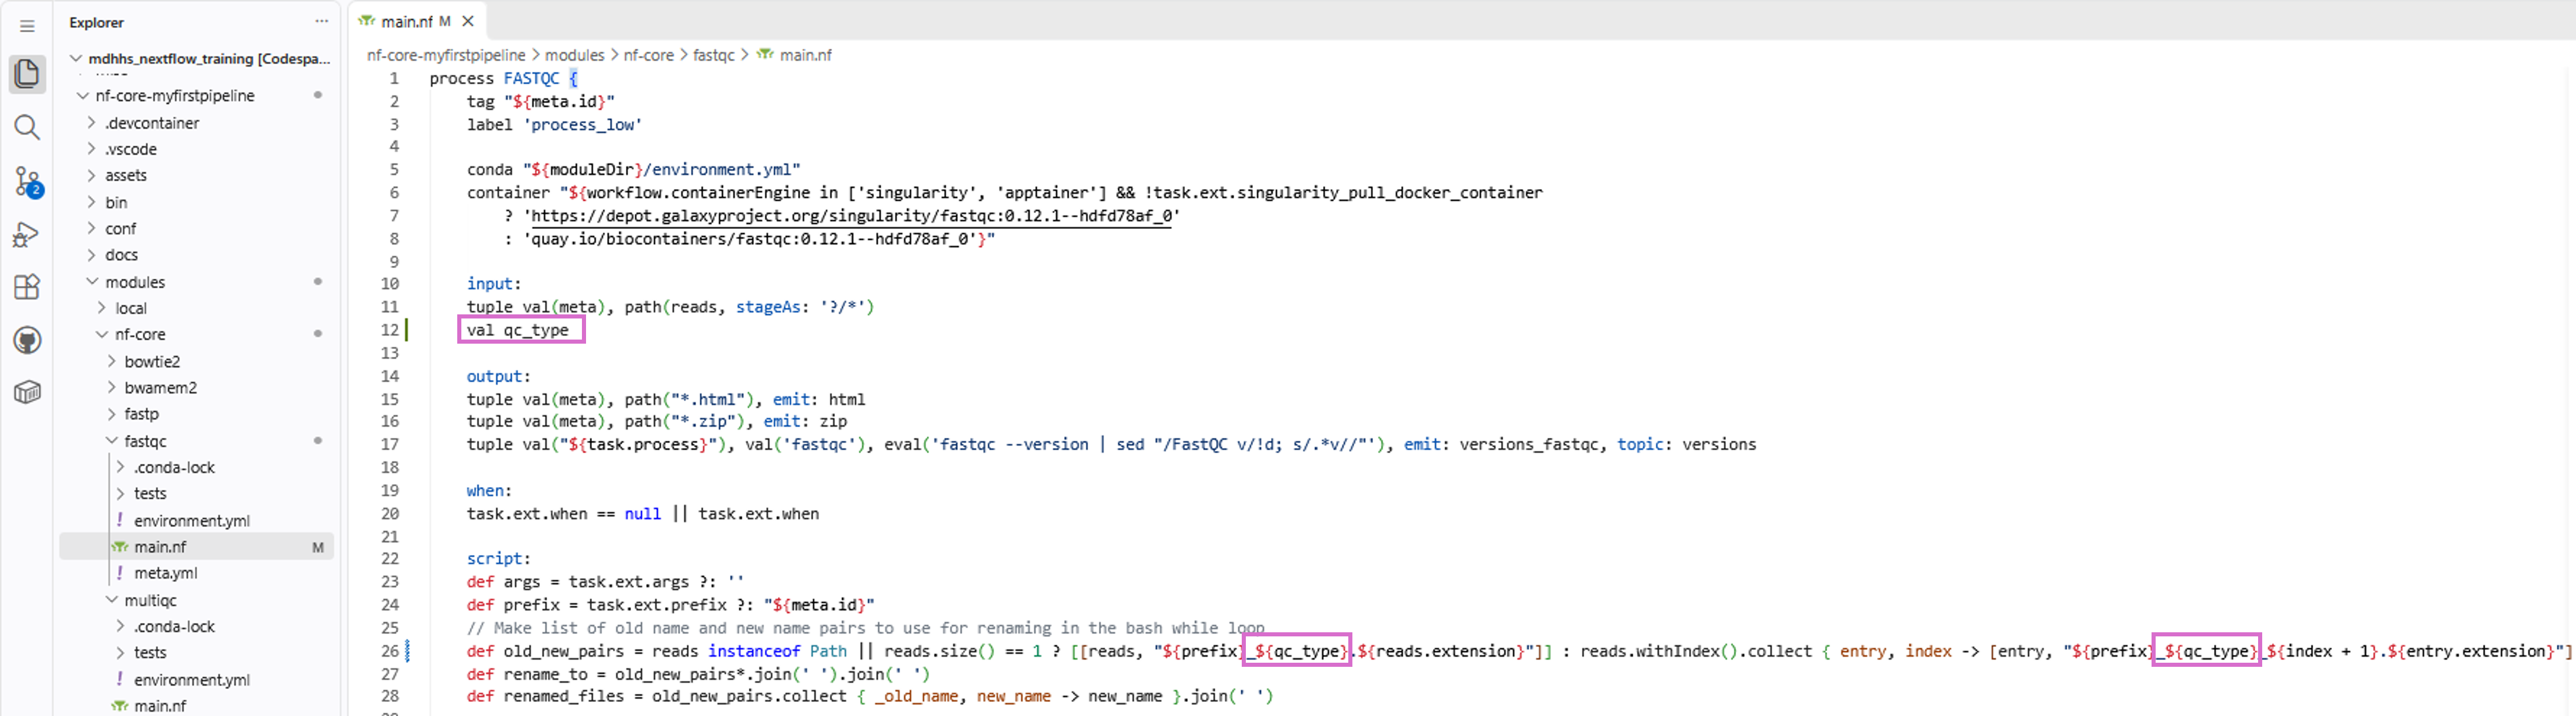 Explorer
mdhhs_nextflow_training [Codespa...
nf-core-myfirstpipeline
.devcontainer
.vscode
assets
bin
conf
docs
modules
local
nf-core
bowtie2
bwamem2
fastp
fastqc
.conda-lock
tests
! environment.yml
main.nf M
! meta.yml
multiqc
.conda-lock
tests
! environment.yml
main.nf
2
main.nf M
nf-core-myfirstpipeline > modules > nf-core > fastqc > main.nf
1 process FASTQC {
2 tag "${meta.id}"
3 label 'process_low'
4
5 conda "${moduleDir}/environment.yml"
6 container "${workflow.containerEngine in ['singularity', 'apptainer'] && !task.ext.singularity_pull_docker_container
7 ? 'https://depot.galaxyproject.org/singularity/fastqc:0.12.1--hdfd78af_0'
8 : 'quay.io/biocontainers/fastqc:0.12.1--hdfd78af_0'}"
9
10 input:
11 tuple val(meta), path(reads, stageAs: '?/*')
12 val qc_type
13
14 output:
15 tuple val(meta), path("*.html"), emit: html
16 tuple val(meta), path("*.zip"), emit: zip
17 tuple val("${task.process}"), val('fastqc'), eval('fastqc --version | sed "/FastQC v/!d; s/.*v//"'), emit: versions_fastqc, topic: versions
18
19 when:
20 task.ext.when == null || task.ext.when
21
22 script:
23 def args = task.ext.args ?: ''
24 def prefix = task.ext.prefix ?: "${meta.id}"
25 // Make list of old name and new name pairs to use for renaming in the bash while loop
26 def old_new_pairs = reads instanceof Path || reads.size() == 1 ? [[reads, "${prefix}_${qc_type}.${reads.extension}"]] : reads.withIndex().collect { entry, index -> [entry, "${prefix}_${qc_type}_${index + 1}.${entry.extension}"]
27 def rename_to = old_new_pairs*.join(' ').join(' ')
28 def renamed_files = old_new_pairs.collect { _old_name, new_name -> new_name }.join(' ')